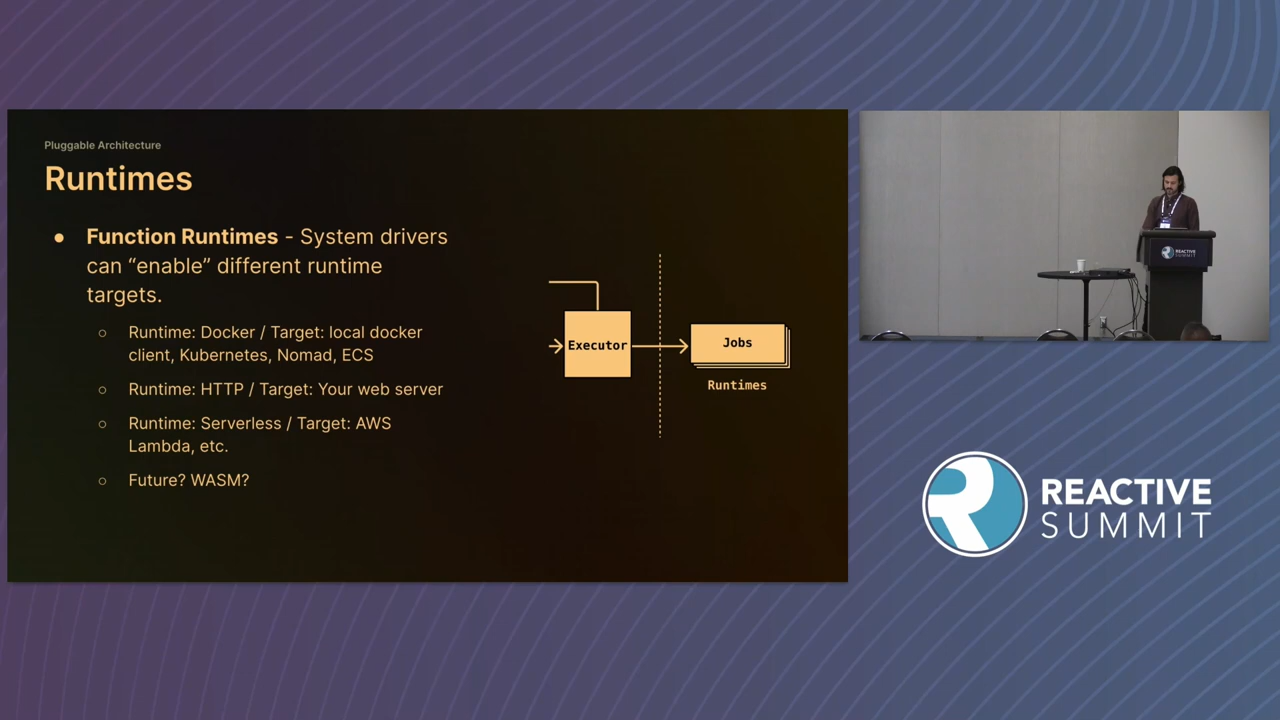 Pluggable Architecture
Runtimes
● Function Runtimes - System drivers
can “enable” different runtime
targets.
○ Runtime: Docker / Target: local docker
client, Kubernetes, Nomad, ECS
○ Runtime: HTTP / Target: Your web server
○ Runtime: Serverless / Target: AWS
Lambda, etc.
○ Future? WASM?
Executor
Jobs
Runtimes
REACTIVE
SUMMIT
REACTIVE
SUMMIT